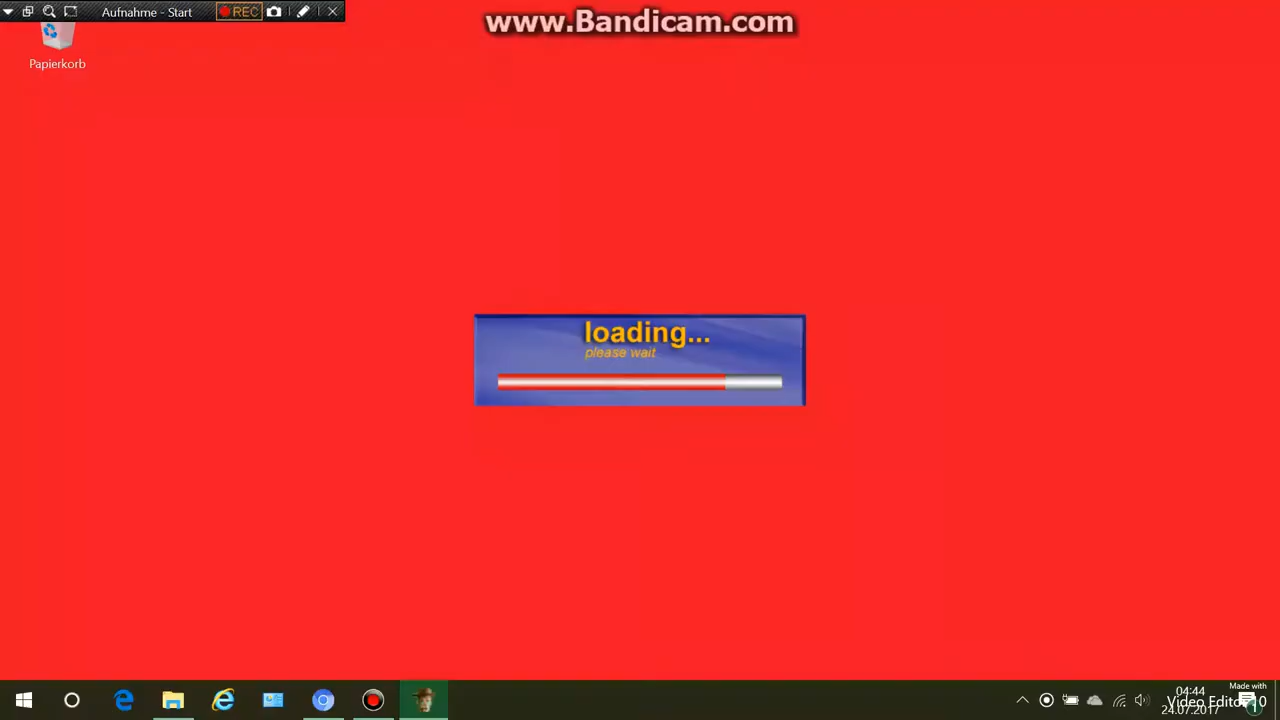 Aufnahme - Start
REC
www.Bandicam.com
Papierkorb
loading...
please wait
04:44
24.07.2017
Made with
Video Editor 10
1